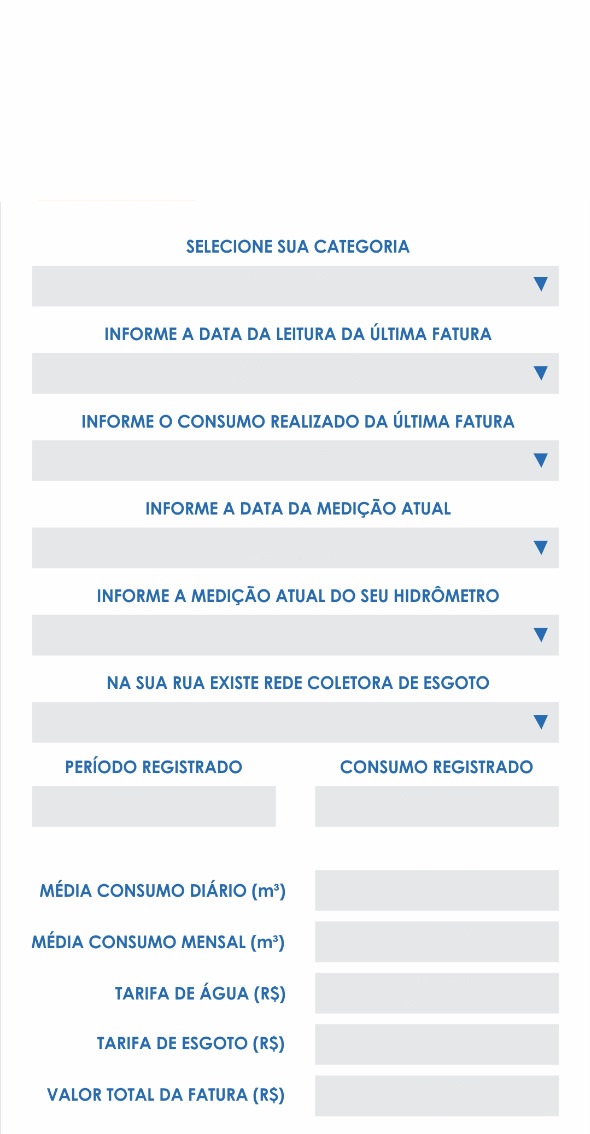 SELECIONE SUA CATEGORIA
INFORME A DATA DA LEITURA DA ÚLTIMA FATURA
INFORME O CONSUMO REALIZADO DA ÚLTIMA FATURA
INFORME A DATA DA MEDIÇÃO ATUAL
INFORME A MEDIÇÃO ATUAL DO SEU HIDRÔMETRO
NA SUA RUA EXISTE REDE COLETORA DE ESGOTO
PERÍODO REGISTRADO
CONSUMO REGISTRADO
MÉDIA CONSUMO DIÁRIO (m³)
MÉDIA CONSUMO MENSAL (m³)
TARIFA DE ÁGUA (R$)
TARIFA DE ESGOTO (R$)
VALOR TOTAL DA FATURA (R$)